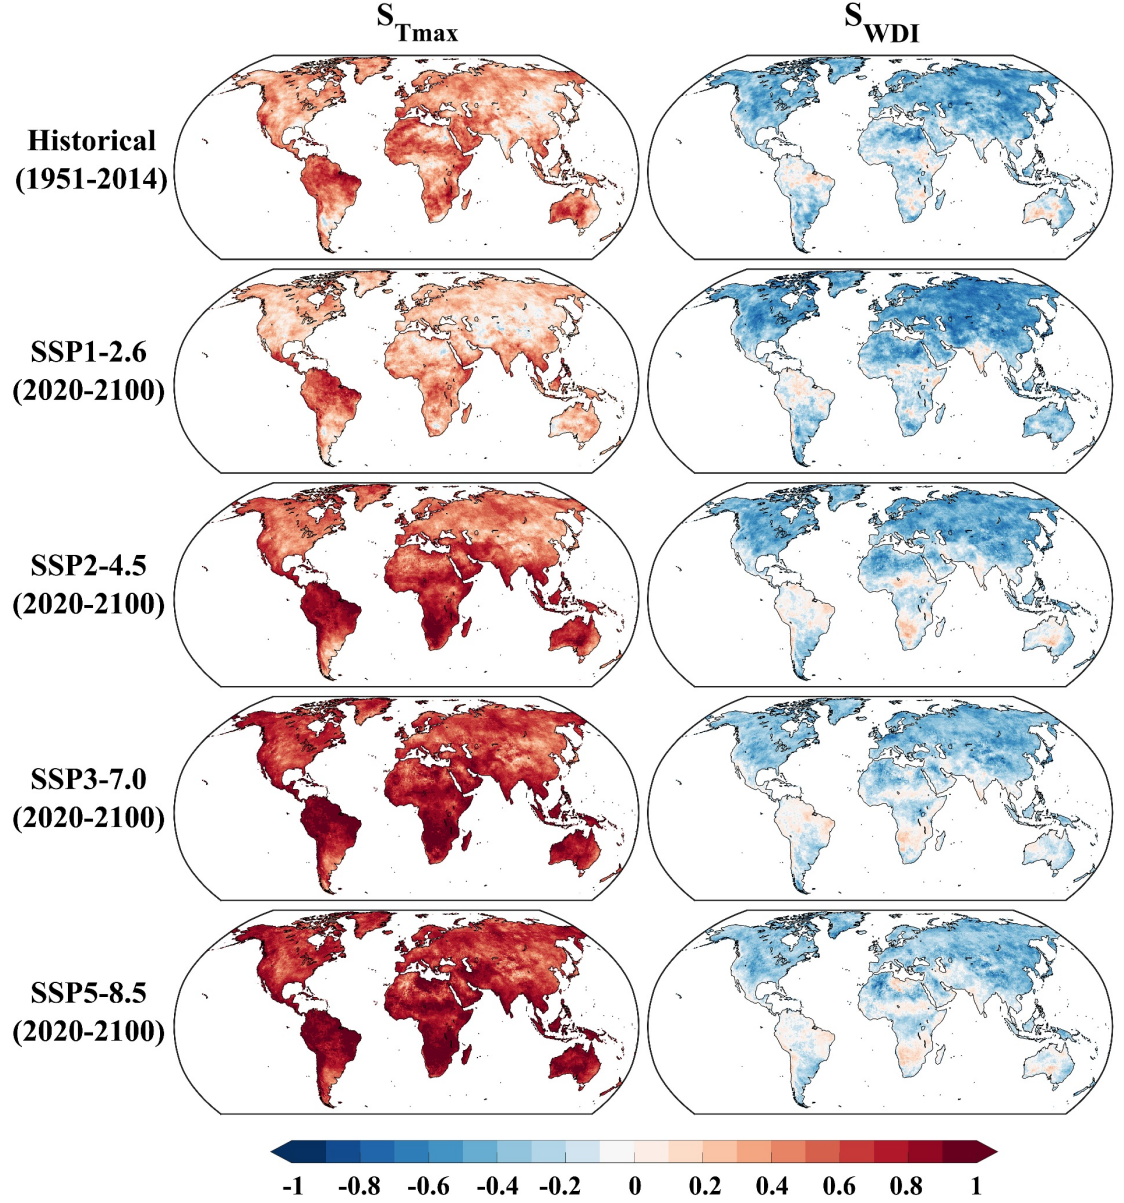 S_Tmax S_WDI
Historical
(1951-2014)
SSP1-2.6
(2020-2100)
SSP2-4.5
(2020-2100)
SSP3-7.0
(2020-2100)
SSP5-8.5
(2020-2100)
-1 -0.8 -0.6 -0.4 -0.2 0 0.2 0.4 0.6 0.8 1